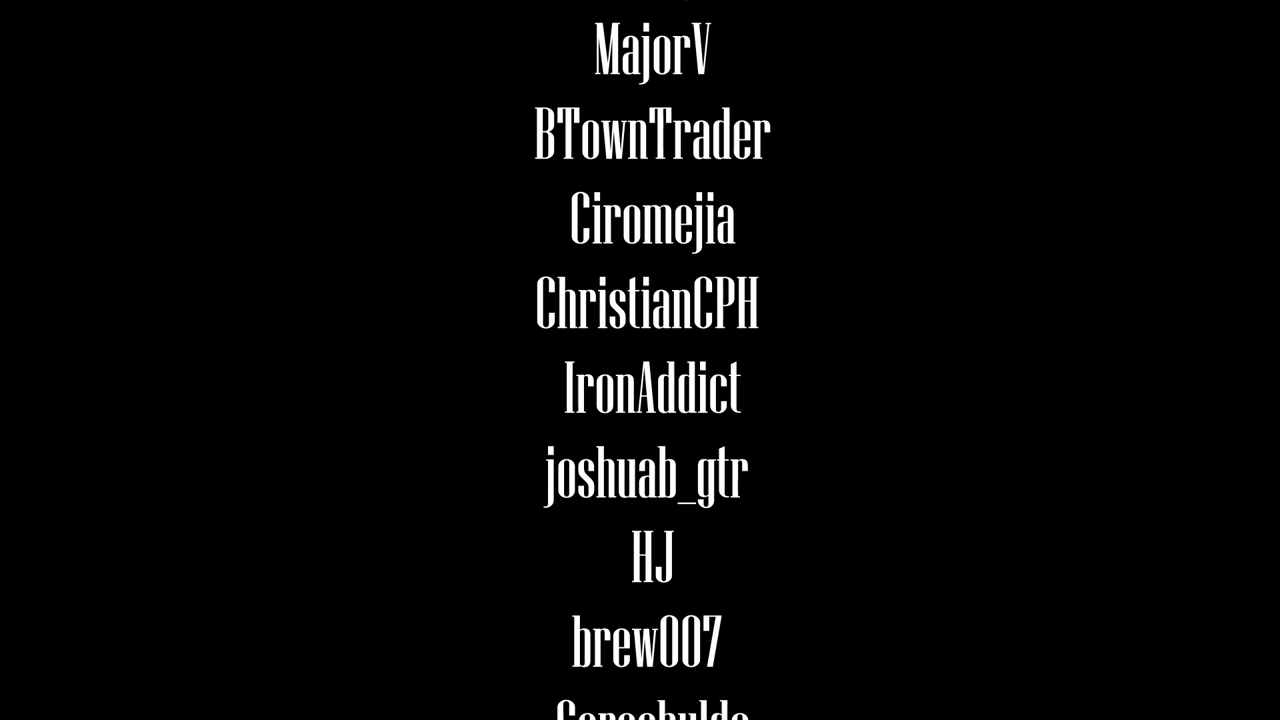 MajorV
BTownTrader
Ciromejia
ChristianCPH
IronAddict
joshuab_gtr
HJ
brew007